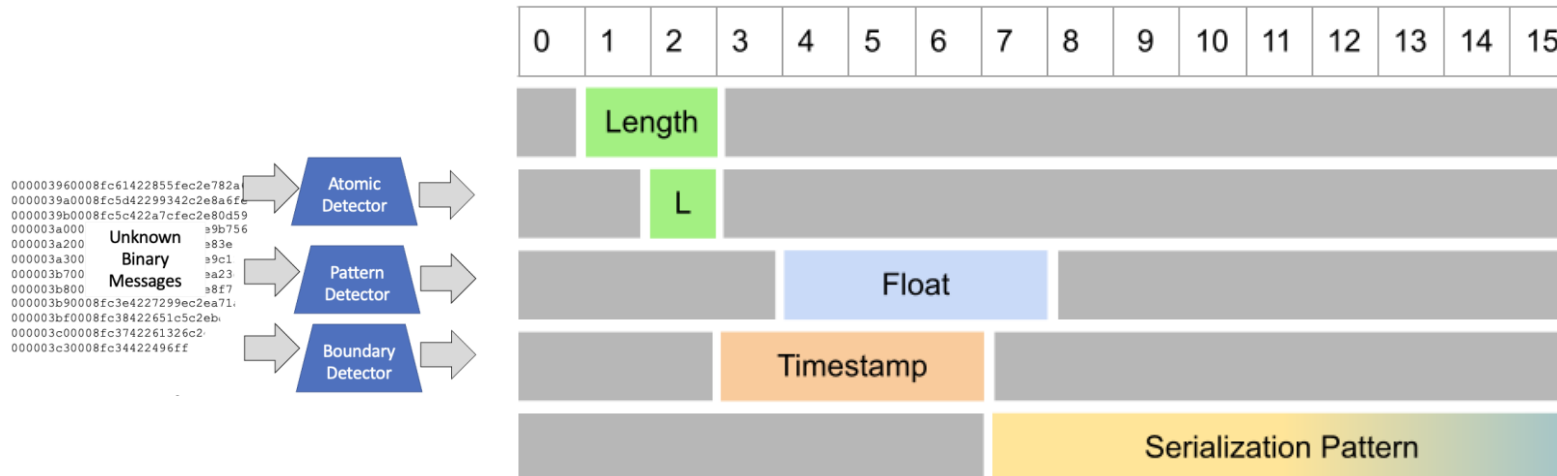 0 1 2 3 4 5 6 7 8 9 10 11 12 13 14 15
Length
L
Float
Timestamp
Serialization Pattern
000003960008fc61422855fec2e782a
0000039a0008fc5d42299342c2e8a6fe
0000039b0008fc5c422a7cfec2e80d59
000003a000 e9b756
000003a200 e83e
000003a300 e9c1
000003b700 ea23
000003b800 e8f7
000003b90008fc3e4227299ec2ea71
000003bf0008fc38422651c5c2eb
000003c00008fc3742261326c2
000003c30008fc34422496ff
Unknown
Binary
Messages
Atomic
Detector
Pattern
Detector
Boundary
Detector